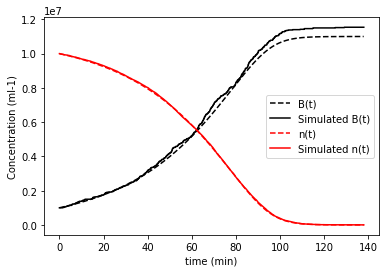 1e7
1.2
1.0
0.8
0.6
0.4
0.2
0.0
Concentration (ml-1)
B(t)
Simulated B(t)
n(t)
Simulated n(t)
0 20 40 60 80 100 120 140
time (min)